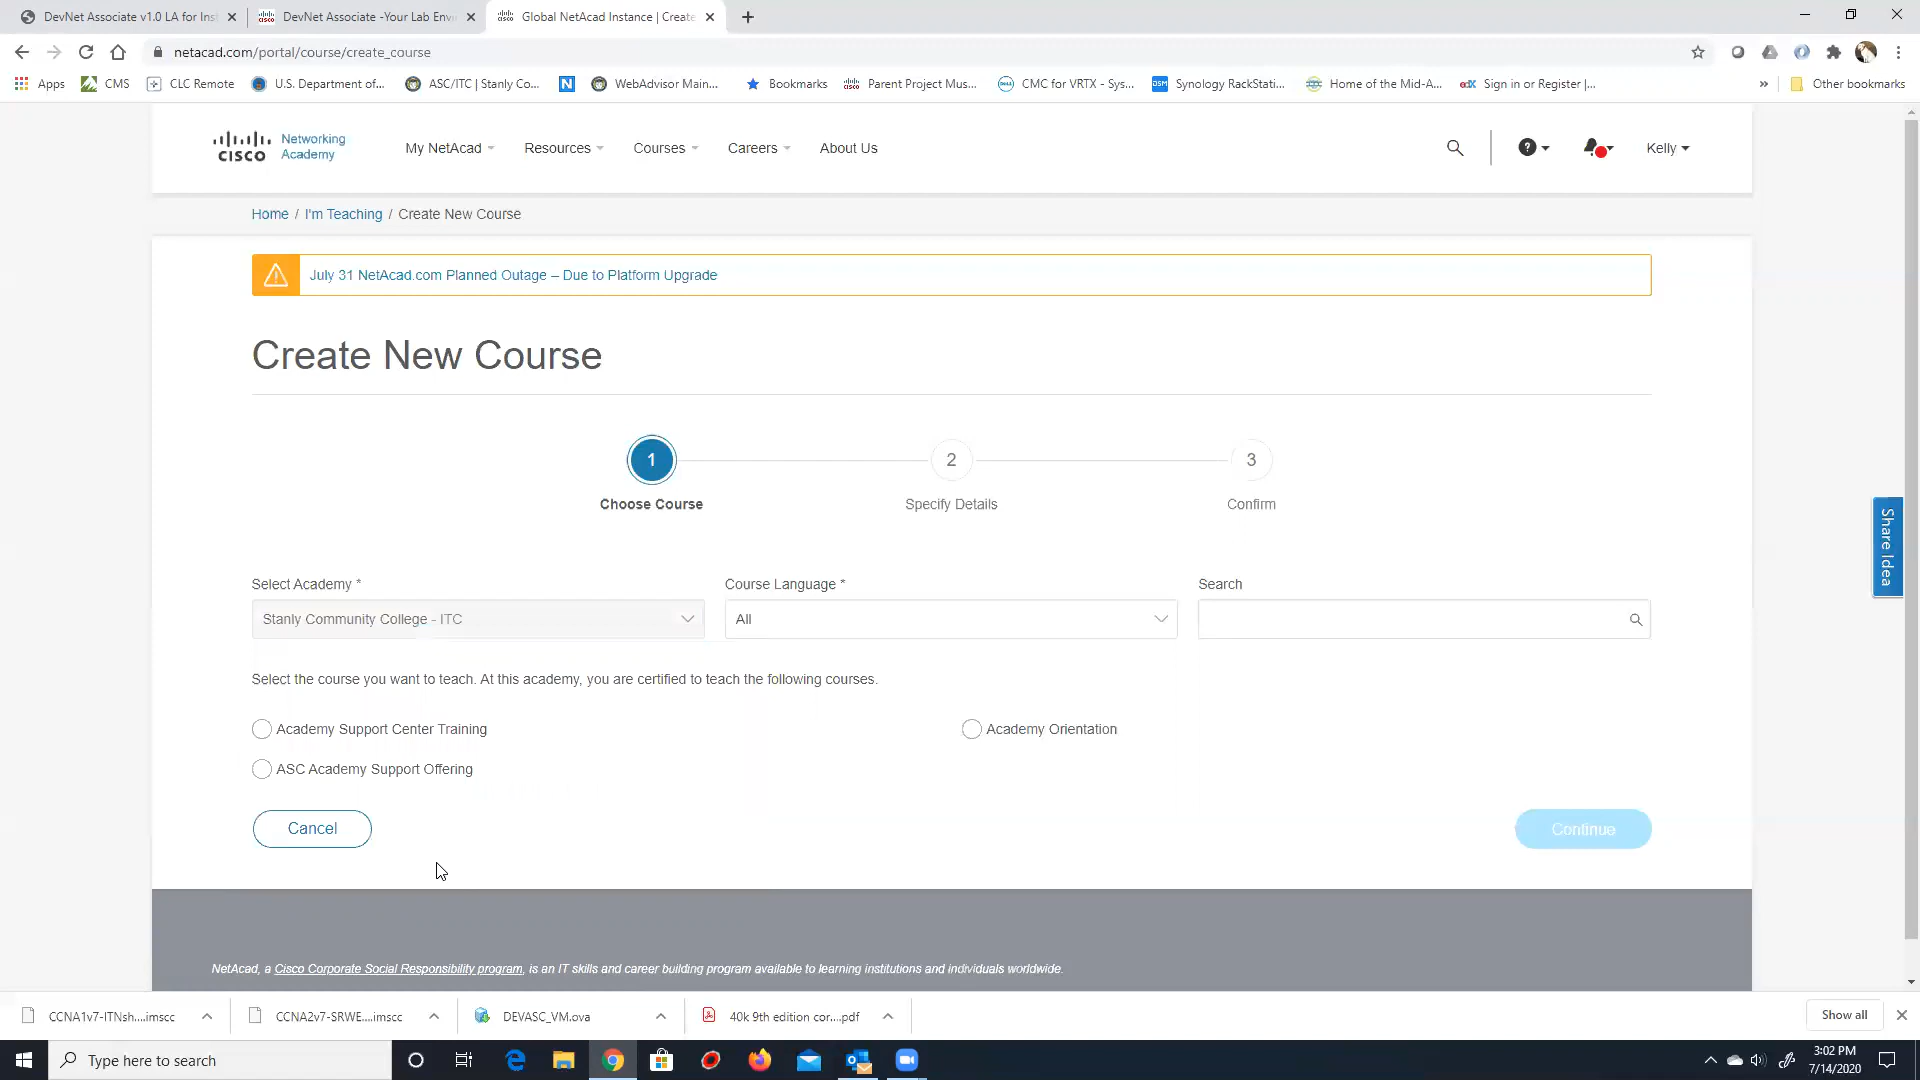 DevNet Associate v1.0 LA for Inst
DevNet Associate -Your Lab Envi
Global NetAcad Instance | Create
netacad.com/portal/course/create_course
Apps
CMS
CLC Remote
U.S. Department of...
ASC/ITC | Stanly Co...
WebAdvisor Main...
Bookmarks
Parent Project Mus...
CMC for VRTX - Sys...
Synology RackStati...
Home of the Mid-A...
Sign in or Register |...
»
Other bookmarks
CISCO
Networking
Academy
My NetAcad
Resources
Courses
Careers
About Us
Kelly
Home / I'm Teaching / Create New Course
July 31 NetAcad.com Planned Outage – Due to Platform Upgrade
Create New Course
1
2
3
Choose Course
Specify Details
Confirm
Share Idea
Select Academy *
Course Language *
Search
Stanly Community College - ITC
All
Select the course you want to teach. At this academy, you are certified to teach the following courses.
Academy Support Center Training
Academy Orientation
ASC Academy Support Offering
Cancel
Continue
NetAcad, a Cisco Corporate Social Responsibility program, is an IT skills and career building program available to learning institutions and individuals worldwide.
CCNA1v7-ITNsh....imscc
CCNA2v7-SRWE....imscc
DEVASC_VM.ova
40k 9th edition cor....pdf
Show all
Type here to search
3:02 PM
7/14/2020